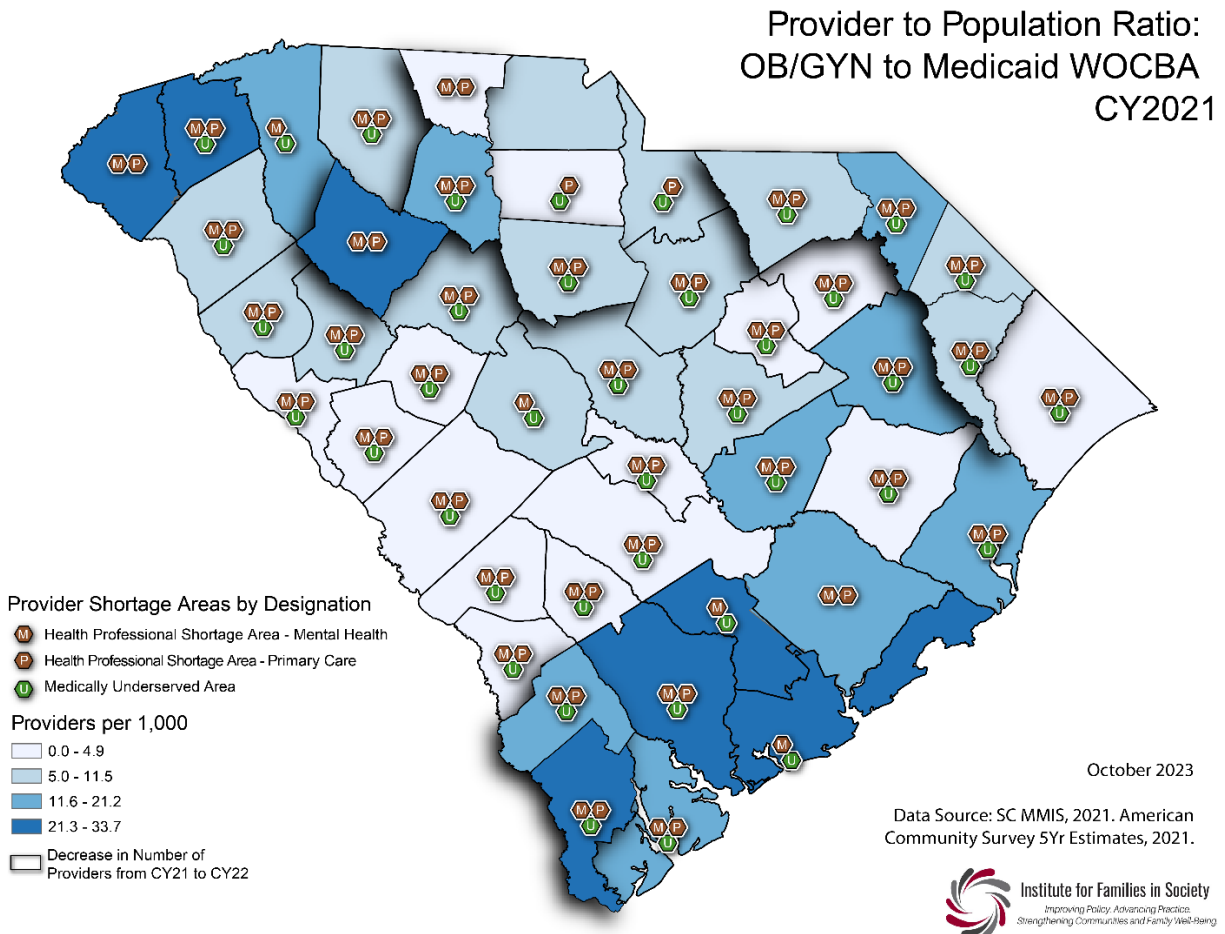 Provider to Population Ratio:
OB/GYN to Medicaid WOCBA
CY2021
M P
M P
U
M P
U
M
U
M P
M P
U
P
U
P
U
M P
U
M P
U
M P
U
M P
M P
U
M P
U
M P
U
M P
U
M P
U
M P
U
M P
U
M P
U
M P
U
M P
U
M P
U
M P
U
M P
U
M
U
M P
U
M P
U
M P
U
M P
U
M P
U
M P
U
M P
U
M P
U
M P
U
M P
U
M P
U
M P
M
U
M P
U
M P
U
M P
U
M
U
M P
U
M P
U
Provider Shortage Areas by Designation
M Health Professional Shortage Area - Mental Health
P Health Professional Shortage Area - Primary Care
U Medically Underserved Area
Providers per 1,000
0.0 - 4.9
5.0 - 11.5
11.6 - 21.2
21.3 - 33.7
Decrease in Number of
Providers from CY21 to CY22
October 2023
Data Source: SC MMIS, 2021. American
Community Survey 5Yr Estimates, 2021.
Institute for Families in Society
Improving Policy. Advancing Practice.
Strengthening Communities and Family Well-Being